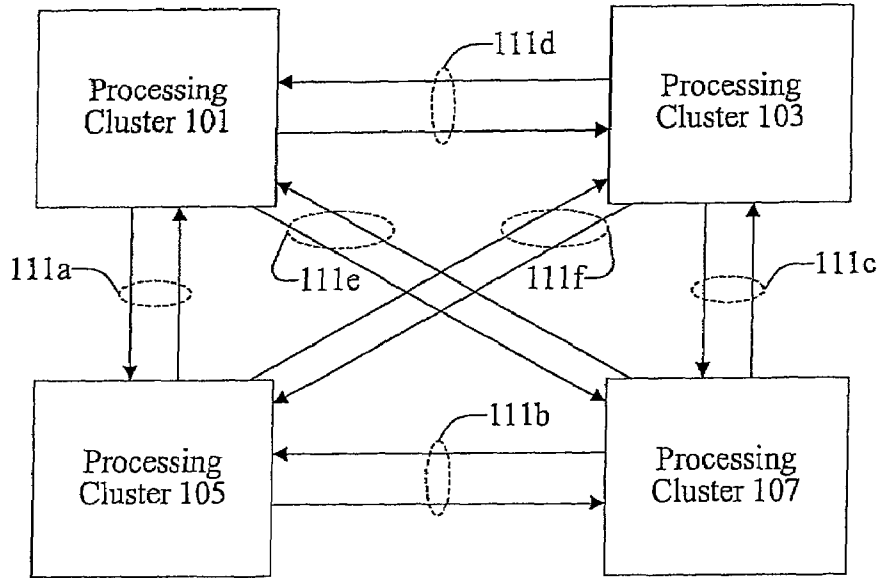 111d
Processing
Cluster 101
Processing
Cluster 103
111a
111e
111f
111c
111b
Processing
Cluster 105
Processing
Cluster 107